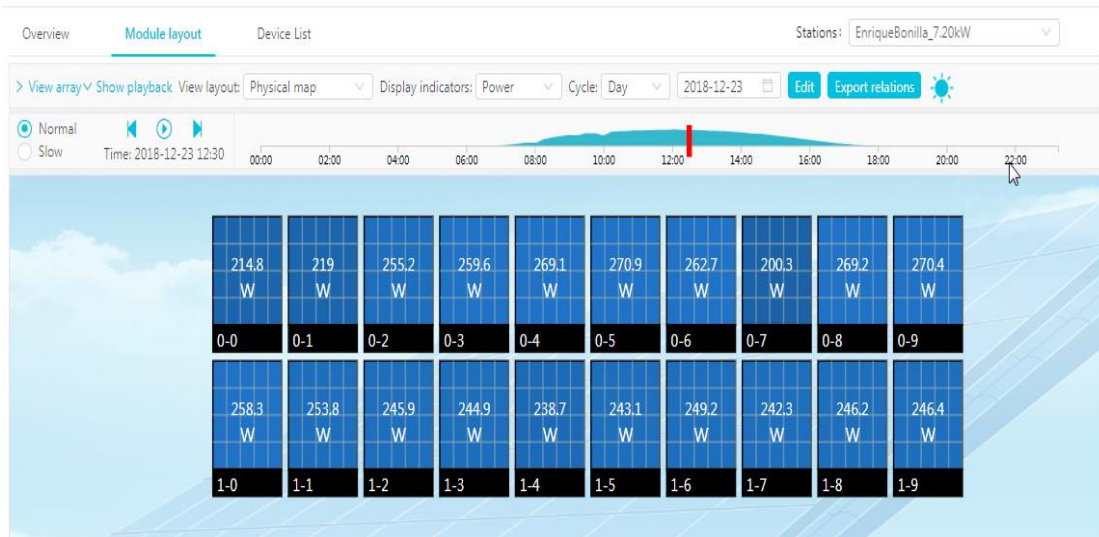 Overview Module layout Device List Stations: EnriqueBonilla_7.20kW
View array Show playback View layout: Physical map Display indicators: Power Cycle: Day 2018-12-23 Edit Export relations
Normal
Slow Time: 2018-12-23 12:30
00:00 02:00 04:00 06:00 08:00 10:00 12:00 14:00 16:00 18:00 20:00 22:00
214.8 219 255.2 259.6 269.1 270.9 262.7 200.3 269.2 270.4
W W W W W W W W W W
0-0 0-1 0-2 0-3 0-4 0-5 0-6 0-7 0-8 0-9
258.3 253.8 245.9 244.9 238.7 243.1 249.2 242.3 246.2 246.4
W W W W W W W W W W
1-0 1-1 1-2 1-3 1-4 1-5 1-6 1-7 1-8 1-9